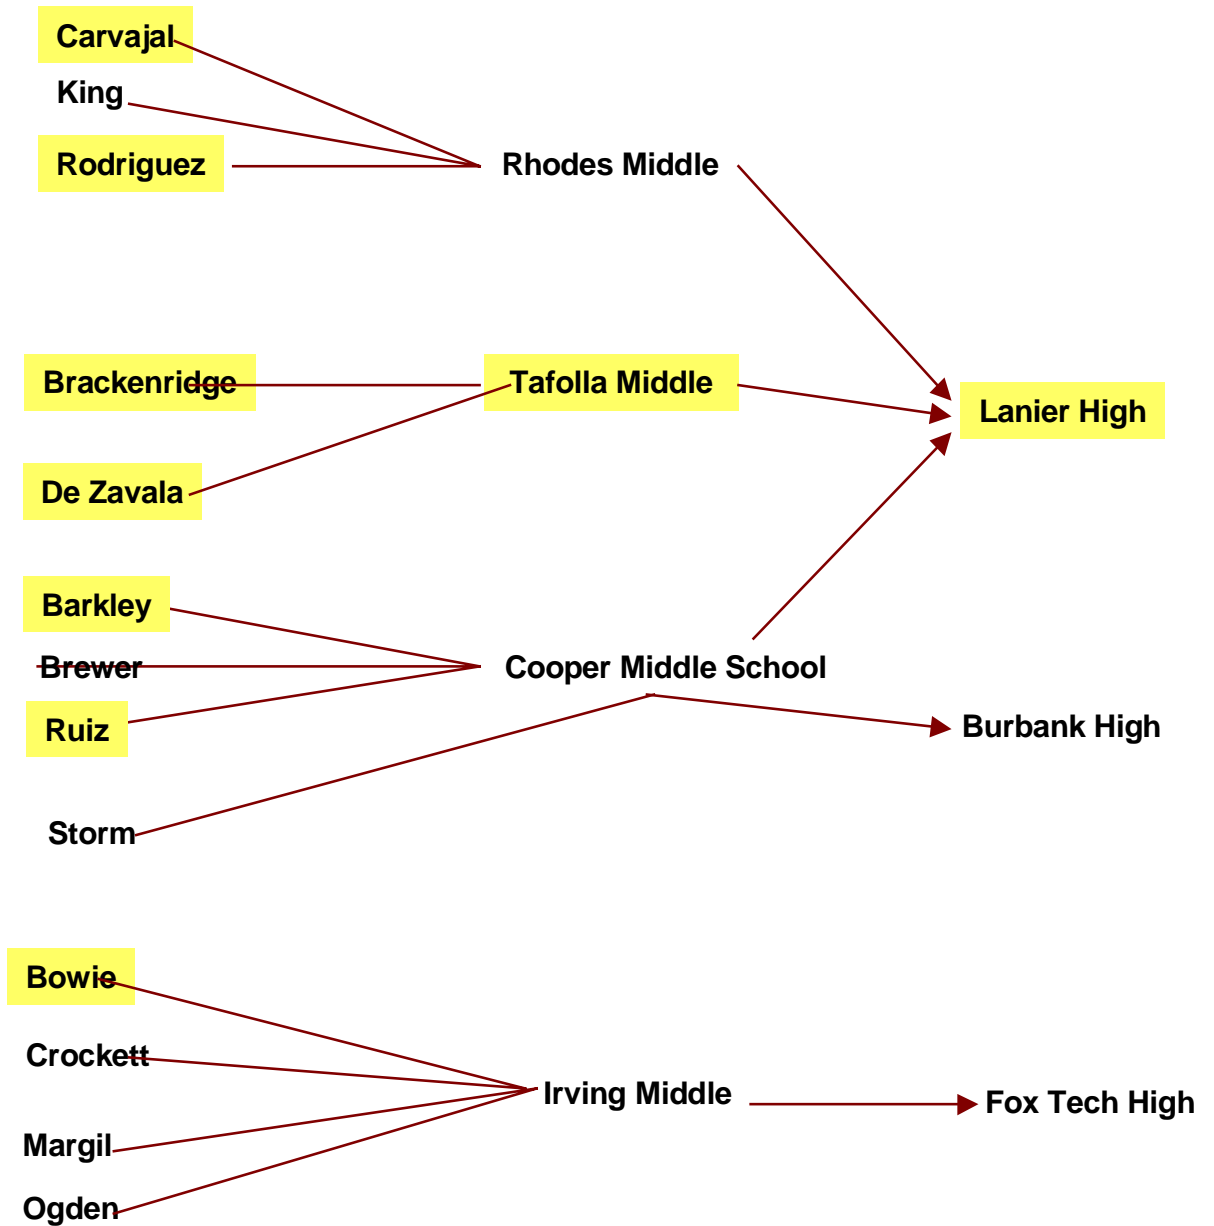 Carvajal
King
Rodriguez
Rhodes Middle
Brackenridge
Tafolla Middle
Lanier High
De Zavala
Barkley
Brewer
Cooper Middle School
Ruiz
Burbank High
Storm
Bowie
Crockett
Irving Middle
Fox Tech High
Margil
Ogden